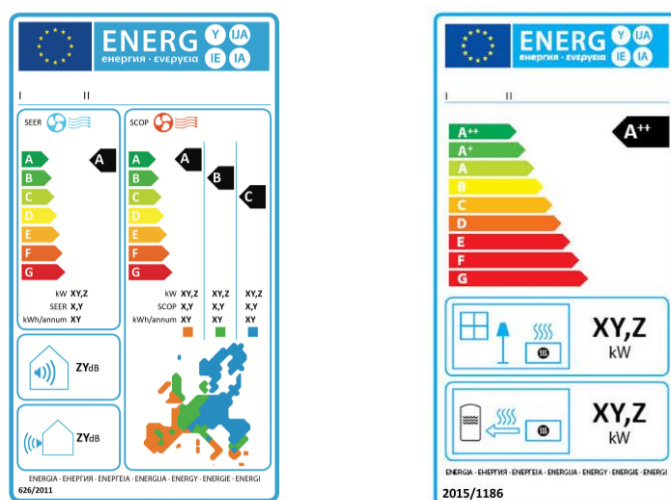 ENERG Y IJA IE IA
енергия · ενεργεια
I II
SEER
A A
B
C
D
E
F
G
kW XY,Z
SEER X,Y
kWh/annum XY
SCOP
A A
B B
C C
D
E
F
G
kW XY,Z XY,Z XY,Z
SCOP X,Y X,Y X,Y
kWh/annum XY XY XY
ZYdB
ZYdB
ENERGIA · ЕНЕРГИЯ · ΕΝΕΡΓΕΙΑ · ENERGIJA · ENERGY · ENERGIE · ENERGI
626/2011
ENERG Y IJA IE IA
енергия · ενεργεια
I II
A++ A++
A+
A
B
C
D
E
F
G
XY,Z
kW
XY,Z
kW
ENERGIA · ЕНЕРГИЯ · ΕΝΕΡΓΕΙΑ · ENERGIJA · ENERGY · ENERGIE · ENERGI
2015/1186